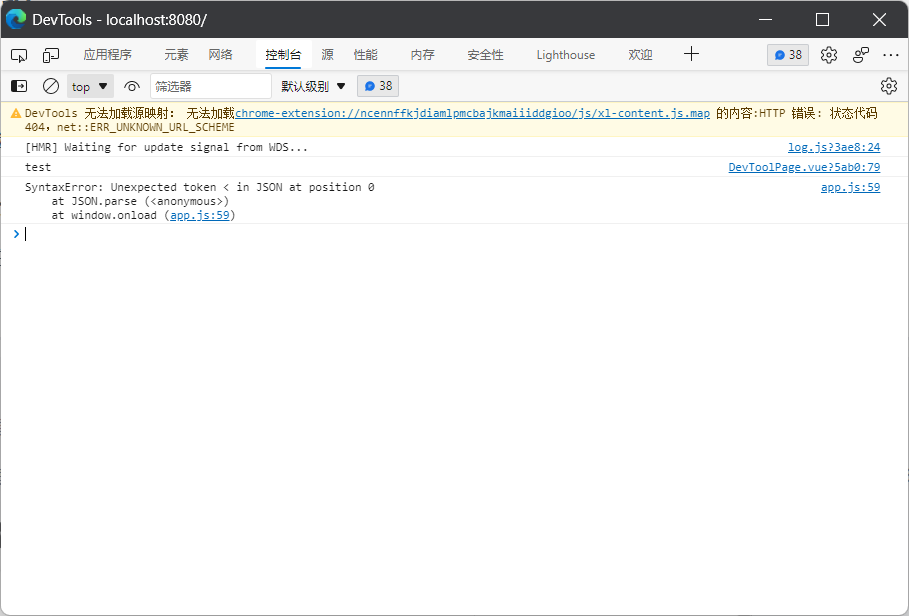 DevTools - localhost:8080/
应用程序 元素 网络 控制台 源 性能 内存 安全性 Lighthouse 欢迎 38
top 筛选器 默认级别 38
DevTools 无法加载源映射: 无法加载chrome-extension://ncennffkjdiamlpmcbajkmaiiiddgioo/js/xl-content.js.map 的内容:HTTP 错误: 状态代码
404, net::ERR_UNKNOWN_URL_SCHEME
[HMR] Waiting for update signal from WDS... log.js?3ae8:24
test DevToolPage.vue?5ab0:79
SyntaxError: Unexpected token < in JSON at position 0 app.js:59
at JSON.parse (<anonymous>)
at window.onload (app.js:59)